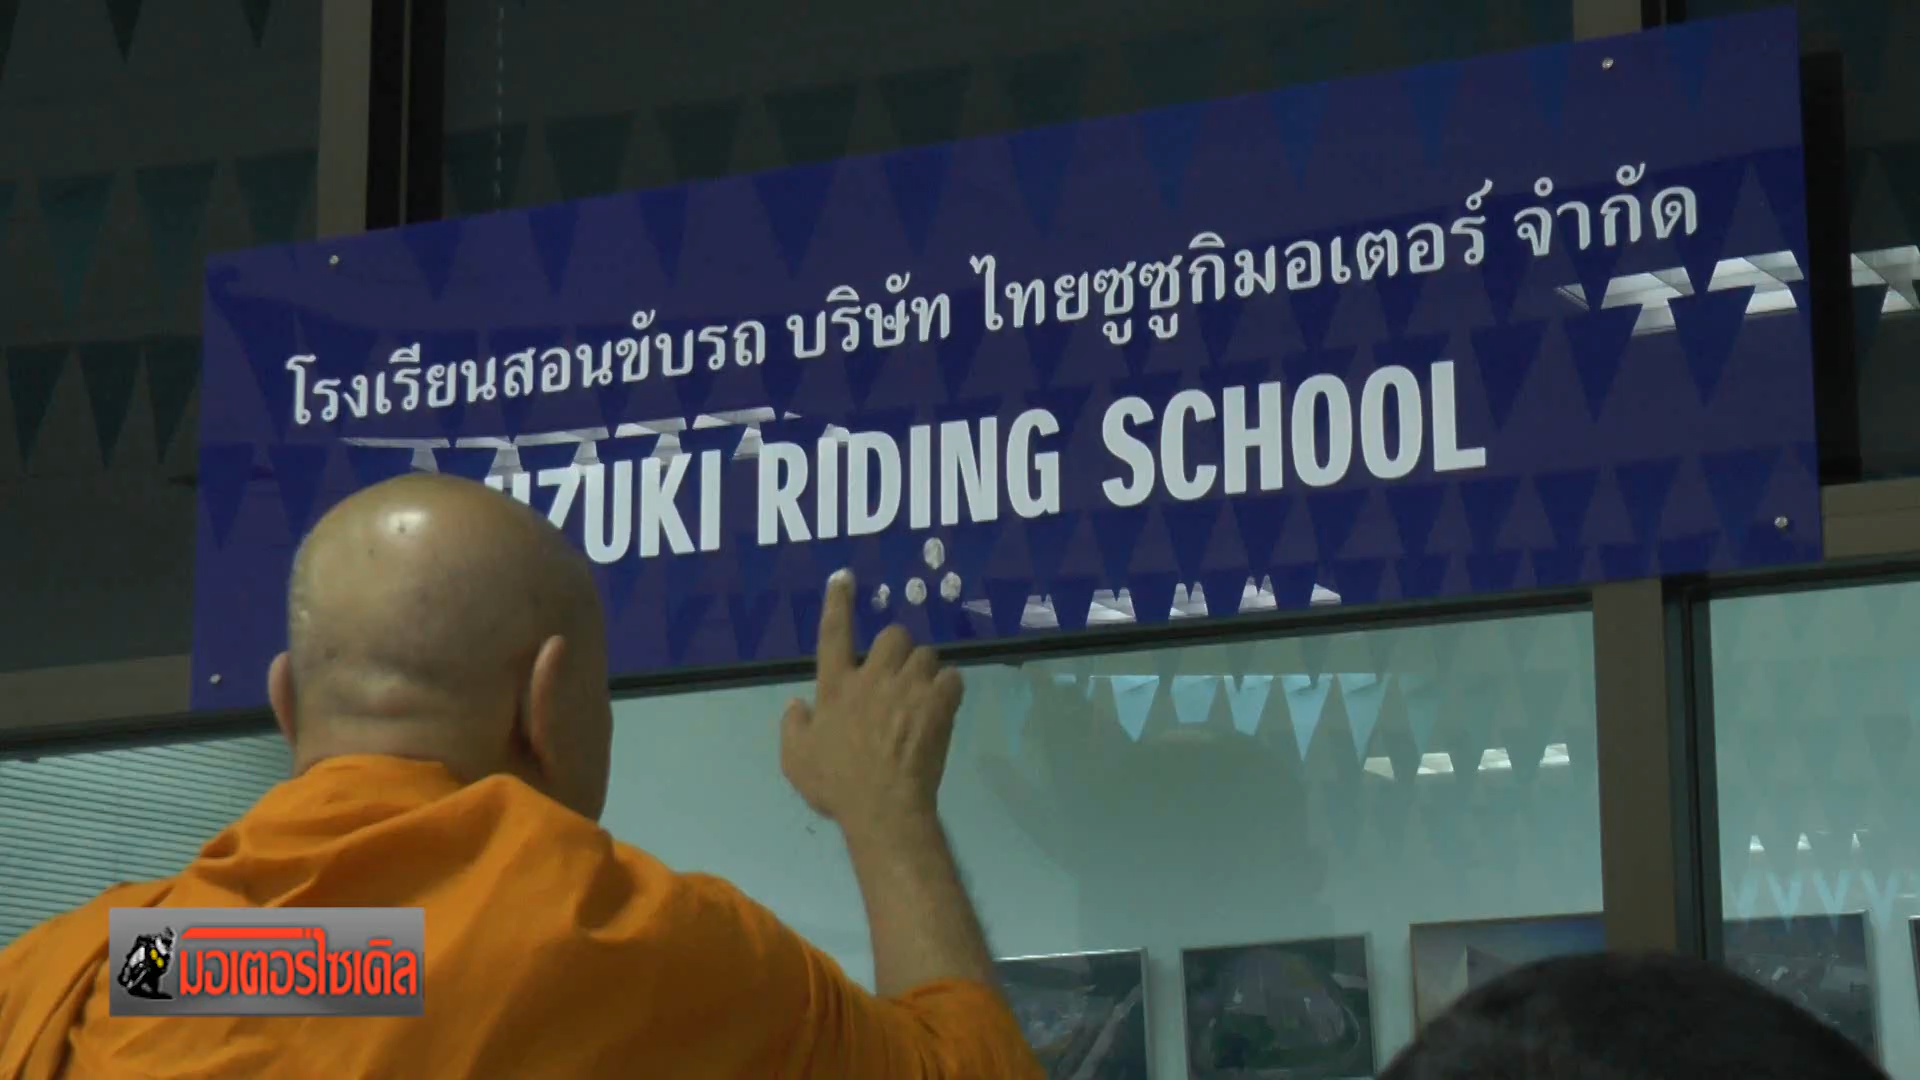 โรงเรียนสอนขับรถ บริษัท ไทยซูซูกิมอเตอร์ จำกัด
RIDING SCHOOL
มอเตอร์ไซเคิล